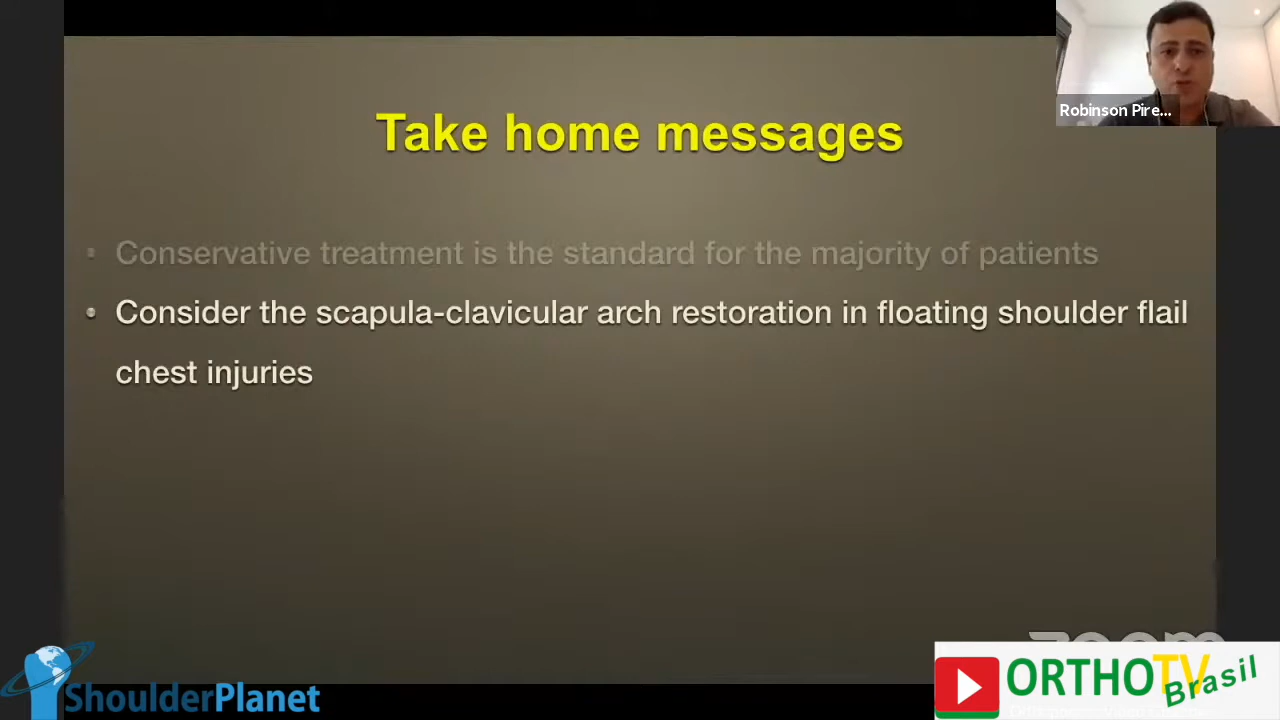 Take home messages
Robinson Pire...
Conservative treatment is the standard for the majority of patients
Consider the scapula-clavicular arch restoration in floating shoulder flail
chest injuries
zoom
ShoulderPlanet
ORTHOTV
Brasil